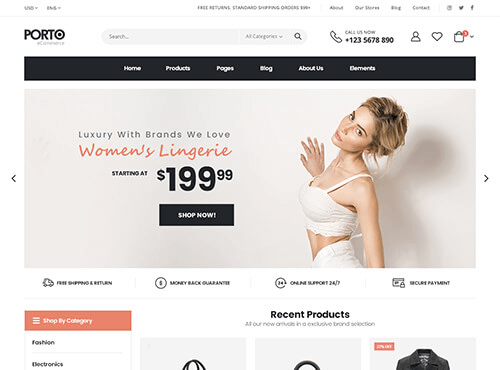 USD ENG FREE RETURNS. STANDARD SHIPPING ORDERS $99+ About Our Stores Blog Contact
PORTO
eCommerce
Search... All Categories
CALL US NOW
+123 5678 890
Home Products Pages Blog About Us Elements
Luxury With Brands We Love
Women's Lingerie
STARTING AT $199.99
SHOP NOW!
FREE SHIPPING & RETURN MONEY BACK GUARANTEE ONLINE SUPPORT 24/7 SECURE PAYMENT
Shop By Category
Fashion
Electronics
Recent Products
All our new arrivals in a exclusive brand selection